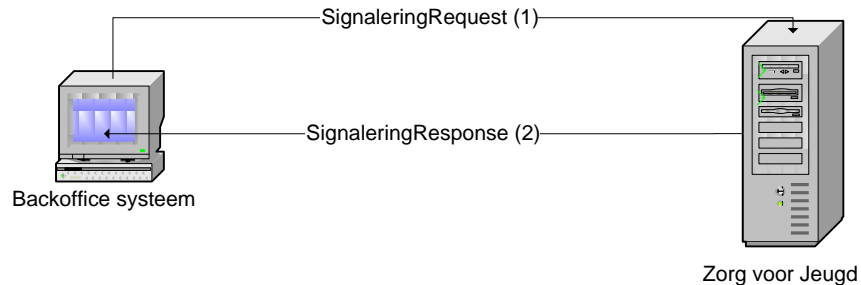 SignaleringRequest (1)
SignaleringResponse (2)
Backoffice systeem
Zorg voor Jeugd